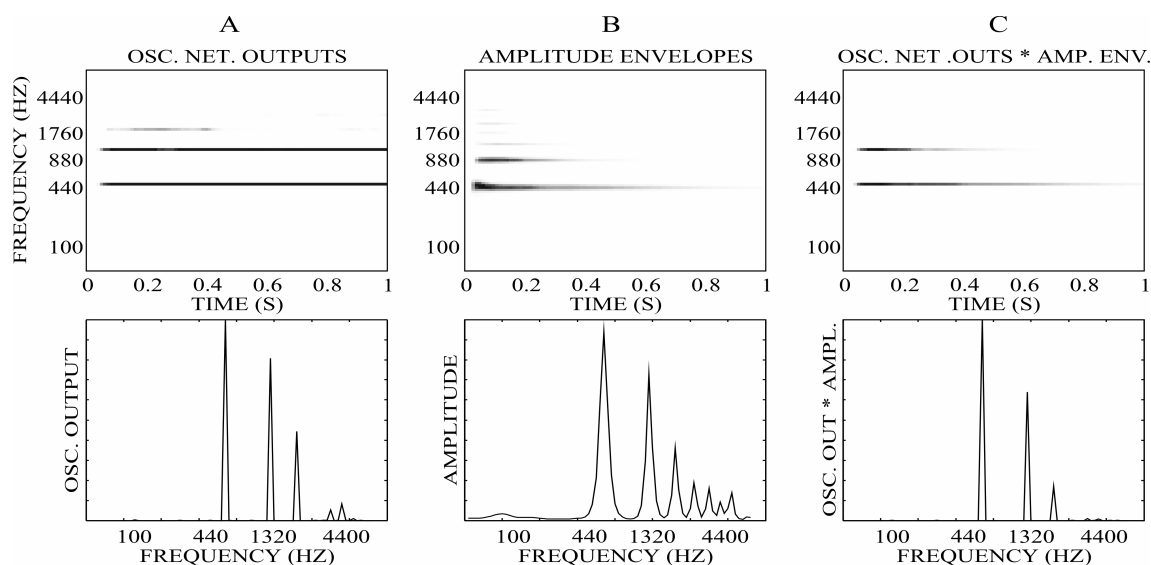 A
B
C
OSC. NET. OUTPUTS
AMPLITUDE ENVELOPES
OSC. NET .OUTS * AMP. ENV.
FREQUENCY (HZ)
4440
1760
880
440
100
4440
1760
880
440
100
4440
1760
880
440
100
0 0.2 0.4 0.6 0.8 1
0 0.2 0.4 0.6 0.8 1
0 0.2 0.4 0.6 0.8 1
TIME (S)
TIME (S)
TIME (S)
OSC. OUTPUT
AMPLITUDE
OSC. OUT * AMPL.
100 440 1320 4400
100 440 1320 4400
100 440 1320 4400
FREQUENCY (HZ)
FREQUENCY (HZ)
FREQUENCY (HZ)